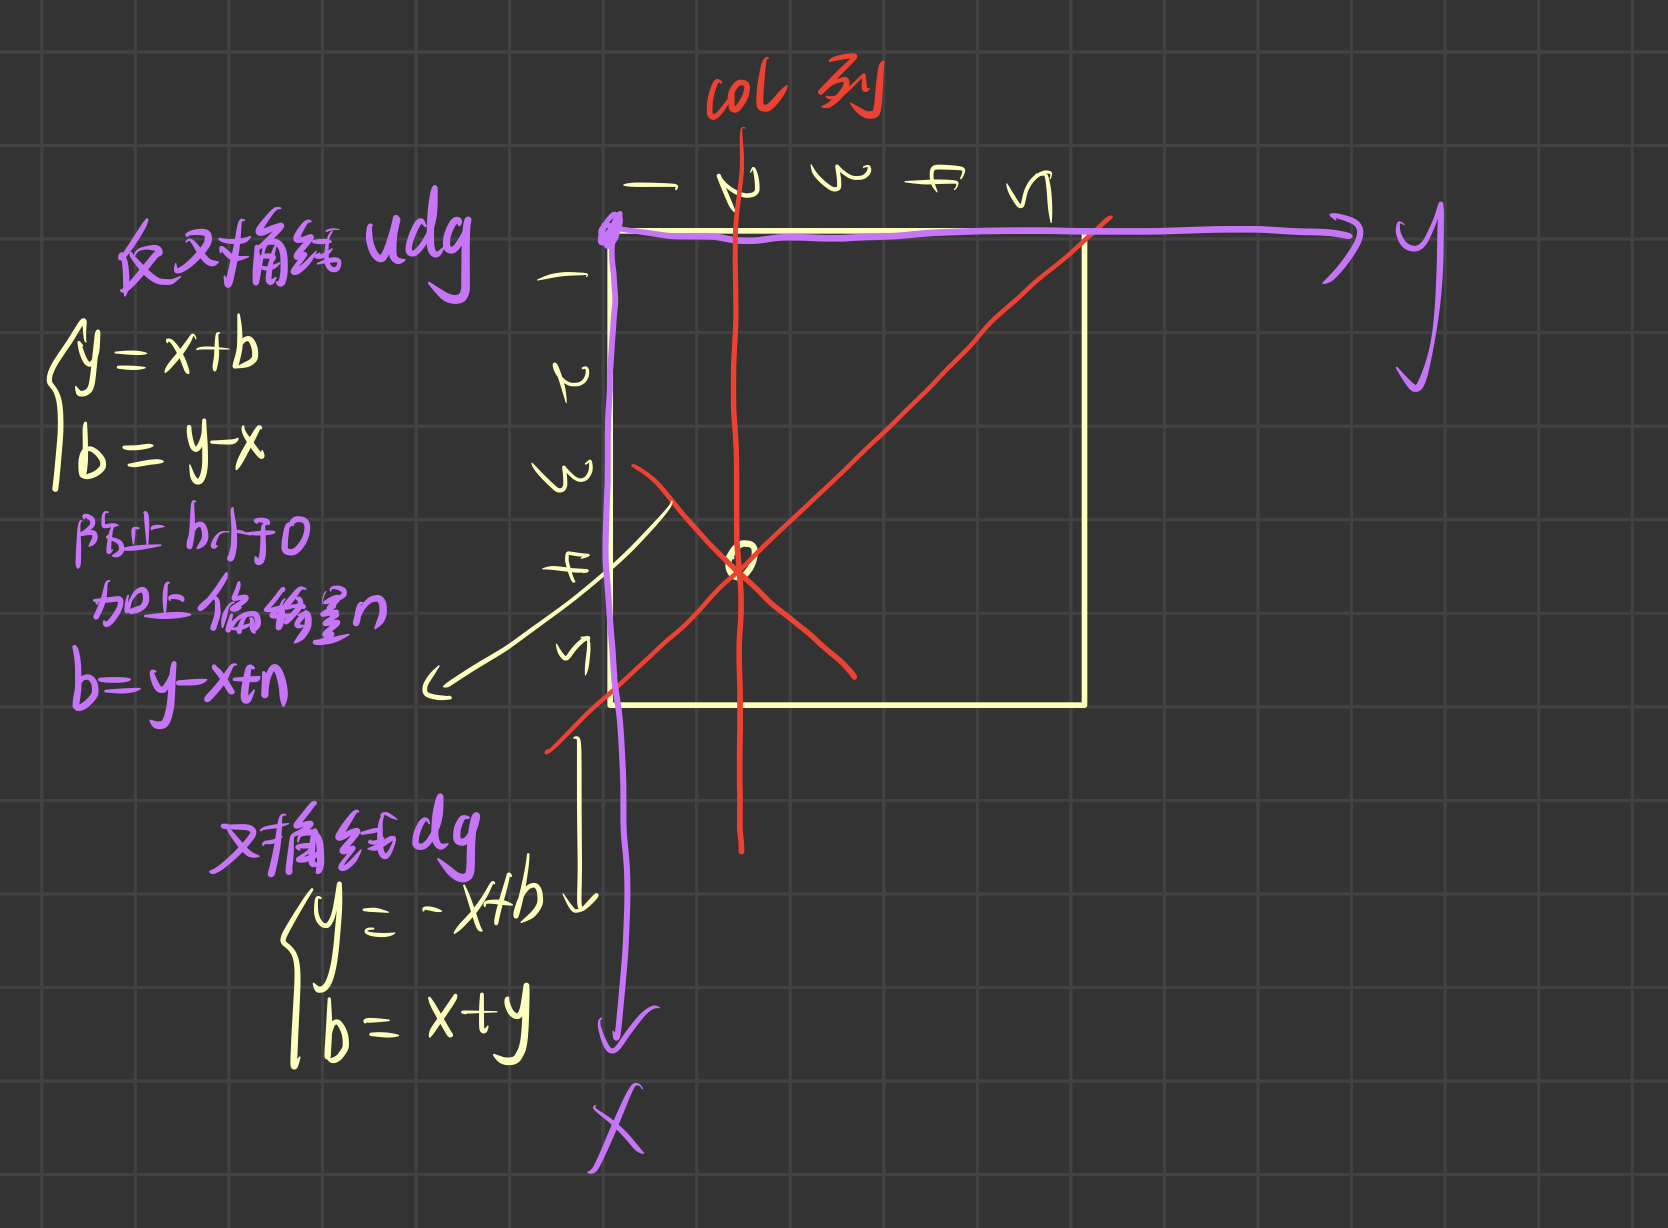 col 列
1 2 3 4 5
y
反对角线 udg
y = x+b
b = y-x
防止 b小于0
加上偏移量n
b=y-x+n
1
2
3
4
5
对角线 dg
y = -x+b
b = x+y
x